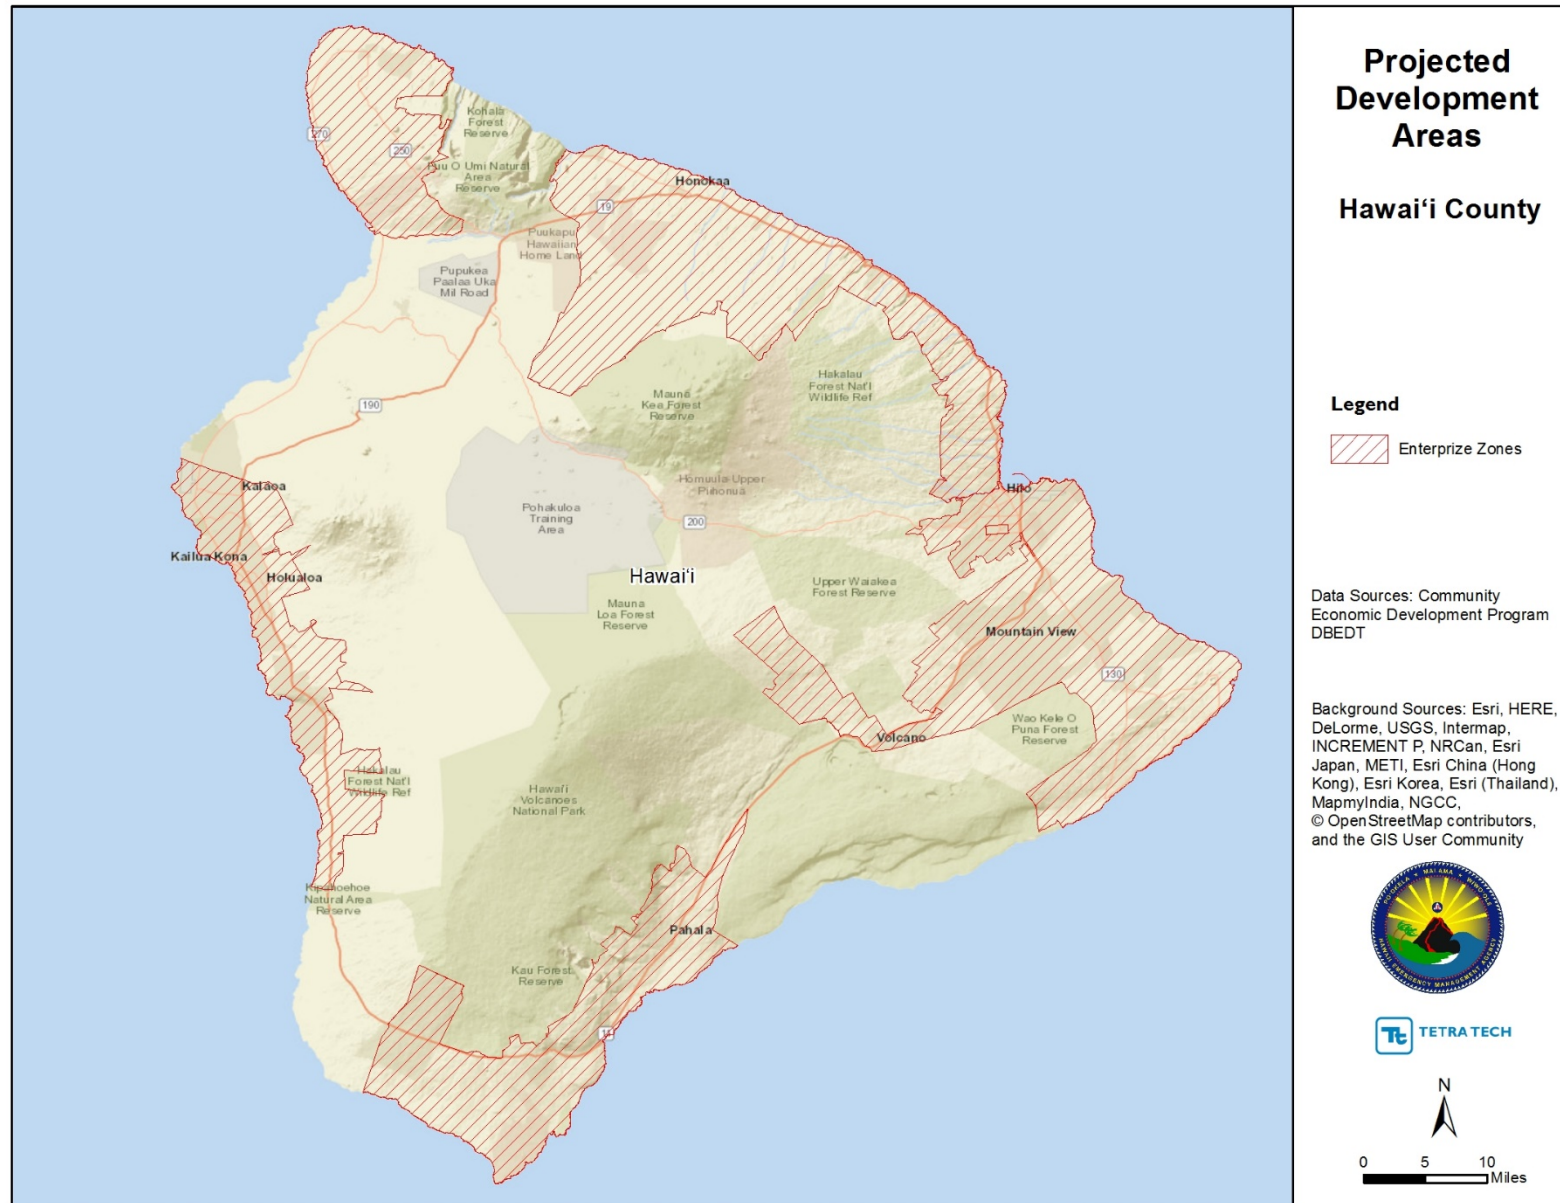 Projected
Development
Areas
Hawai‘i County
Legend
Enterprize Zones
Data Sources: Community
Economic Development Program
DBEDT
Background Sources: Esri, HERE,
DeLorme, USGS, Intermap,
INCREMENT P, NRCan, Esri
Japan, METI, Esri China (Hong
Kong), Esri Korea, Esri (Thailand),
MapmyIndia, NGCC,
© OpenStreetMap contributors,
and the GIS User Community
HAWAII EMERGENCY MANAGEMENT AGENCY
Tt
TETRA TECH
N
0 5 10
Miles
Kohala
Forest
Reserve
270
250
Puu O Umi Natural
Area
Reserve
Honokaa
19
Puukapu
Hawaiian
Home Land
Pupukea
Paalaa Uka
Mil Road
190
Mauna
Kea Forest
Reserve
Hakalau
Forest Nat'l
Wildlife Ref
Kalaoa
Hilo
Humuula-Upper
Piihonua
Pohakuloa
Training
Area
200
Kailua Kona
Holualoa
Hawai‘i
Upper Waiakea
Forest Reserve
Mauna
Loa Forest
Reserve
Mountain View
130
Wao Kele O
Puna Forest
Reserve
Volcano
Hakalau
Forest Nat'l
Wildlife Ref
Hawai'i
Volcanoes
National Park
Kipahoehoe
Natural Area
Reserve
Pahala
Kau Forest
Reserve
11